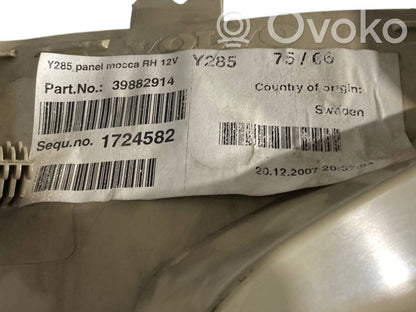 Ovoko
Y285 panel mocca RH 12V
Y285
75/00
Part.No.: 39882914
Country of origin:
Sweden
Sequ.no. 1724582
20.12.2007